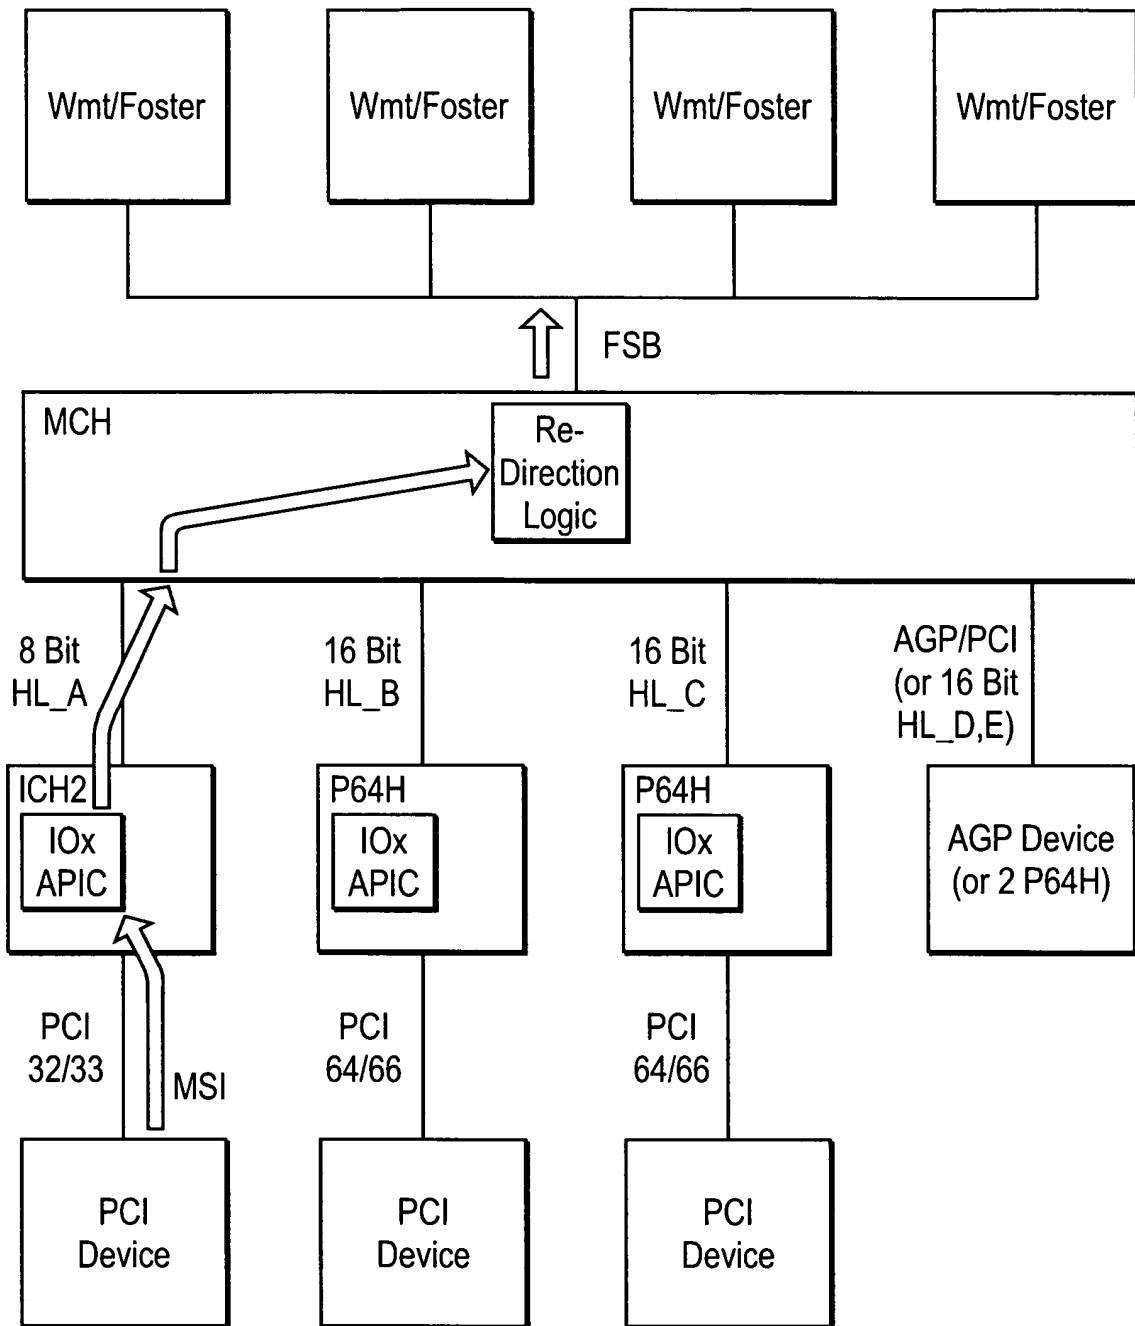 Wmt/Foster
Wmt/Foster
Wmt/Foster
Wmt/Foster
FSB
MCH
Re-
Direction
Logic
8 Bit
HL_A
16 Bit
HL_B
16 Bit
HL_C
AGP/PCI
(or 16 Bit
HL_D,E)
ICH2
IOx
APIC
P64H
IOx
APIC
P64H
IOx
APIC
AGP Device
(or 2 P64H)
PCI
32/33
MSI
PCI
64/66
PCI
64/66
PCI
Device
PCI
Device
PCI
Device